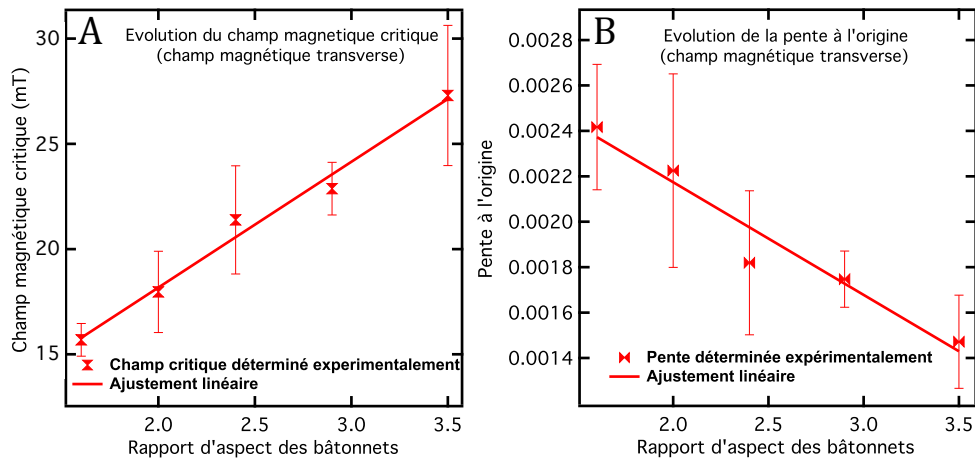 A
Evolution du champ magnetique critique
(champ magnétique transverse)
30
25
20
15
Champ magnétique critique (mT)
Champ critique déterminé experimentalement
Ajustement linéaire
2.0
2.5
3.0
3.5
Rapport d'aspect des bâtonnets
B
Evolution de la pente à l'origine
(champ magnétique transverse)
0.0028
0.0026
0.0024
0.0022
0.0020
0.0018
0.0016
0.0014
Pente à l'origine
Pente déterminée expérimentalement
Ajustement linéaire
2.0
2.5
3.0
3.5
Rapport d'aspect des bâtonnets